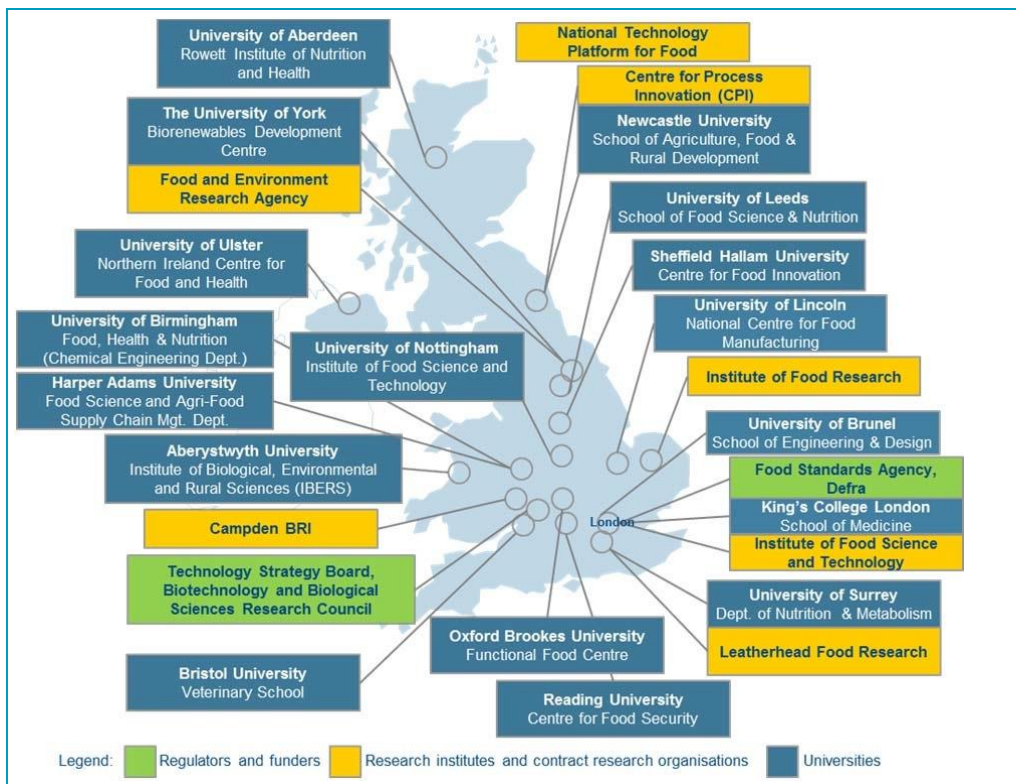 University of Aberdeen
Rowett Institute of Nutrition
and Health
National Technology
Platform for Food
Centre for Process
Innovation (CPI)
The University of York
Biorenewables Development
Centre
Newcastle University
School of Agriculture, Food &
Rural Development
Food and Environment
Research Agency
University of Leeds
School of Food Science & Nutrition
University of Ulster
Northern Ireland Centre for
Food and Health
Sheffield Hallam University
Centre for Food Innovation
University of Lincoln
National Centre for Food
Manufacturing
University of Birmingham
Food, Health & Nutrition
(Chemical Engineering Dept.)
University of Nottingham
Institute of Food Science and
Technology
Institute of Food Research
Harper Adams University
Food Science and Agri-Food
Supply Chain Mgt. Dept.
University of Brunel
School of Engineering & Design
Aberystwyth University
Institute of Biological, Environmental
and Rural Sciences (IBERS)
Food Standards Agency,
Defra
King's College London
School of Medicine
London
Campden BRI
Institute of Food Science
and Technology
Technology Strategy Board,
Biotechnology and Biological
Sciences Research Council
University of Surrey
Dept. of Nutrition & Metabolism
Oxford Brookes University
Functional Food Centre
Leatherhead Food Research
Bristol University
Veterinary School
Reading University
Centre for Food Security
Legend: Regulators and funders Research institutes and contract research organisations Universities